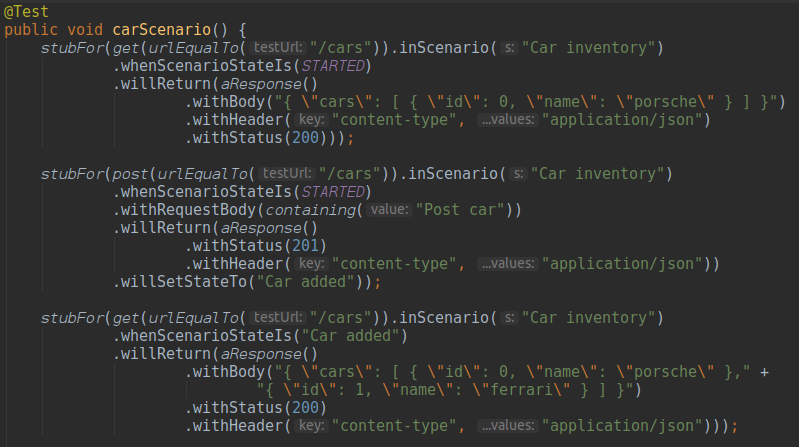 @Test
public void carScenario() {
stubFor(get(urlEqualTo( testUrl: "/cars")).inScenario( s: "Car inventory")
.whenScenarioStateIs(STARTED)
.willReturn(aResponse()
.withBody("{ \"cars\": [ { \"id\": 0, \"name\": \"porsche\" } ] }")
.withHeader( key: "content-type", ...values: "application/json")
.withStatus(200)));
stubFor(post(urlEqualTo( testUrl: "/cars")).inScenario( s: "Car inventory")
.whenScenarioStateIs(STARTED)
.withRequestBody(containing( value: "Post car"))
.willReturn(aResponse()
.withStatus(201)
.withHeader( key: "content-type", ...values: "application/json"))
.willSetStateTo("Car added"));
stubFor(get(urlEqualTo( testUrl: "/cars")).inScenario( s: "Car inventory")
.whenScenarioStateIs("Car added")
.willReturn(aResponse()
.withBody("{ \"cars\": [ { \"id\": 0, \"name\": \"porsche\" }," +
"{ \"id\": 1, \"name\": \"ferrari\" } ] }")
.withStatus(200)
.withHeader( key: "content-type", ...values: "application/json")));